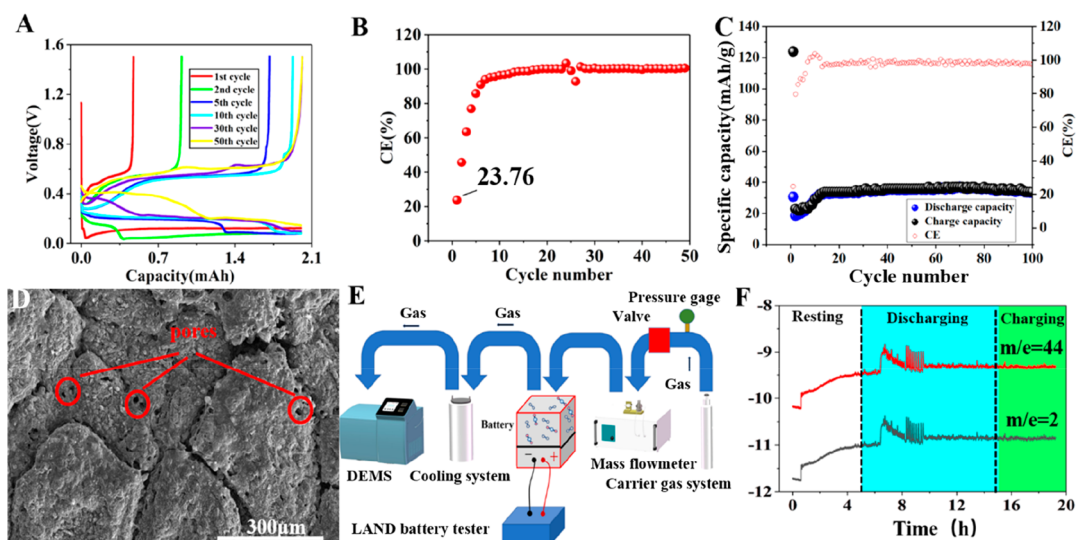 A
1st cycle
2nd cycle
5th cycle
10th cycle
30th cycle
50th cycle
Voltage(V)
1.6
1.2
0.8
0.4
0.0
0.0 0.7 1.4 2.1
Capacity(mAh)
B
CE(%)
120
100
80
60
40
20
0
23.76
0 10 20 30 40 50
Cycle number
C
Specific capacity(mAh/g)
140
120
100
80
60
40
20
0
Discharge capacity
Charge capacity
CE
120
100
80
60
40
20
0
CE(%)
0 20 40 60 80 100
Cycle number
D
pores
300μm
E
Gas
Gas
Valve
Pressure gage
Gas
Battery
− +
DEMS
Cooling system
Mass flowmeter
Carrier gas system
LAND battery tester
F
-8
-9
-10
-11
-12
Resting
Discharging
Charging
m/e=44
m/e=2
0 4 8 12 16 20
Time (h)